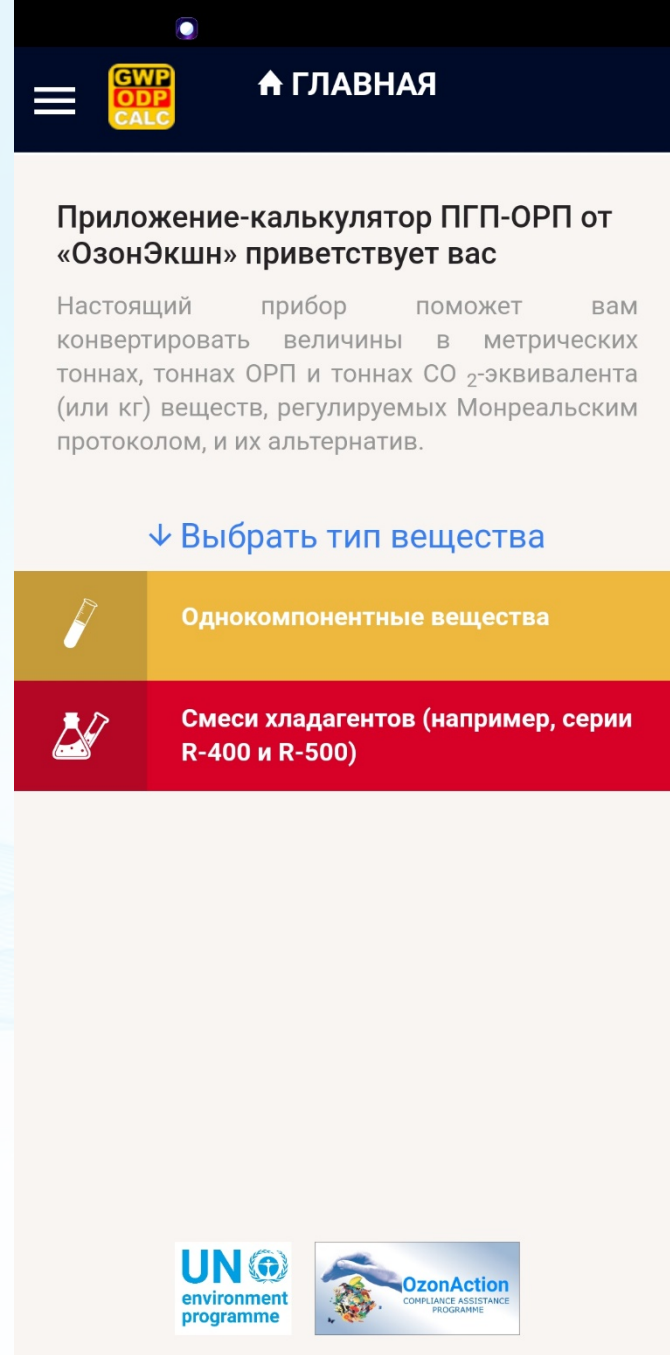 GWP
ODP
CALC
ГЛАВНАЯ
Приложение-калькулятор ПГП-ОРП от
«ОзонЭкшн» приветствует вас
Настоящий прибор поможет вам
конвертировать величины в метрических
тоннах, тоннах ОРП и тоннах CO 2-эквивалента
(или кг) веществ, регулируемых Монреальским
протоколом, и их альтернатив.
↓ Выбрать тип вещества
Однокомпонентные вещества
Смеси хладагентов (например, серии
R-400 и R-500)
UN
environment
programme
OzonAction
COMPLIANCE ASSISTANCE
PROGRAMME